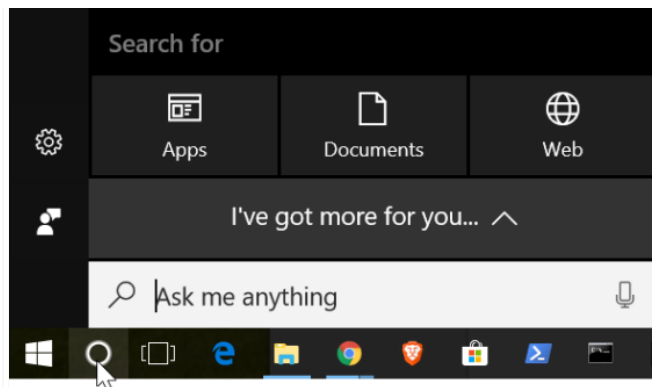 Search for
Apps Documents Web
I've got more for you...
Ask me anything